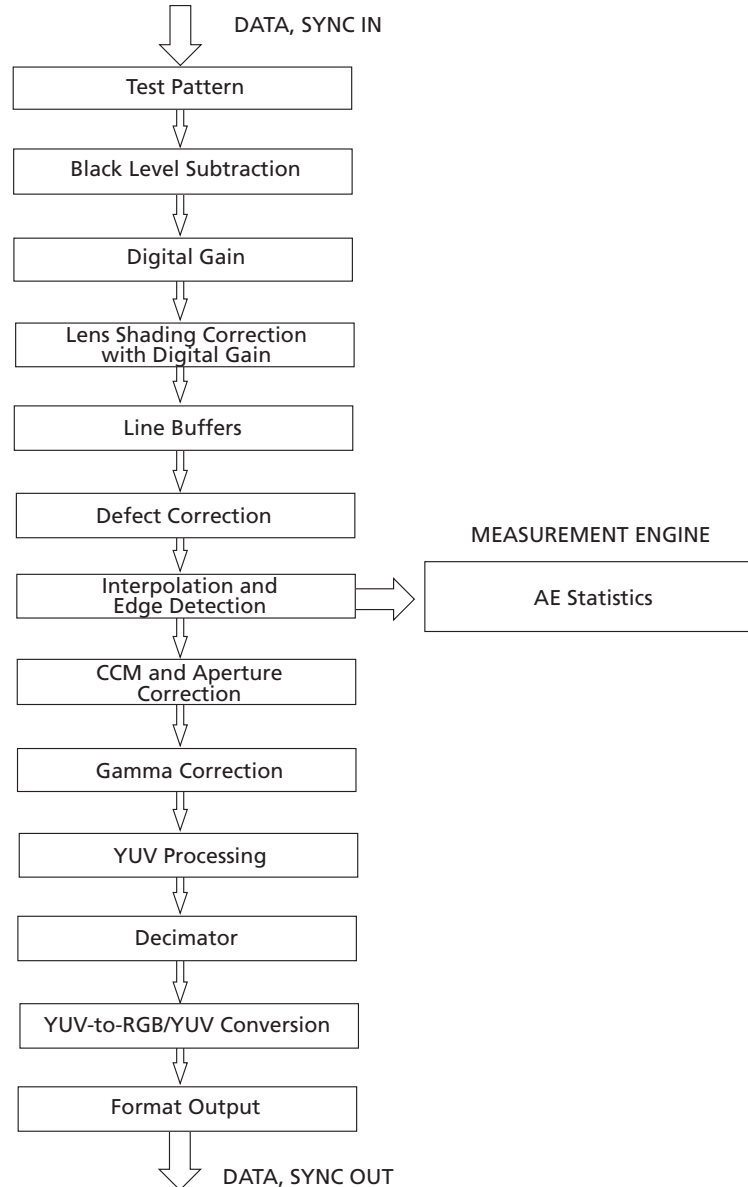 DATA, SYNC IN
Test Pattern
Black Level Subtraction
Digital Gain
Lens Shading Correction
with Digital Gain
Line Buffers
Defect Correction
MEASUREMENT ENGINE
Interpolation and
Edge Detection
AE Statistics
CCM and Aperture
Correction
Gamma Correction
YUV Processing
Decimator
YUV-to-RGB/YUV Conversion
Format Output
DATA, SYNC OUT